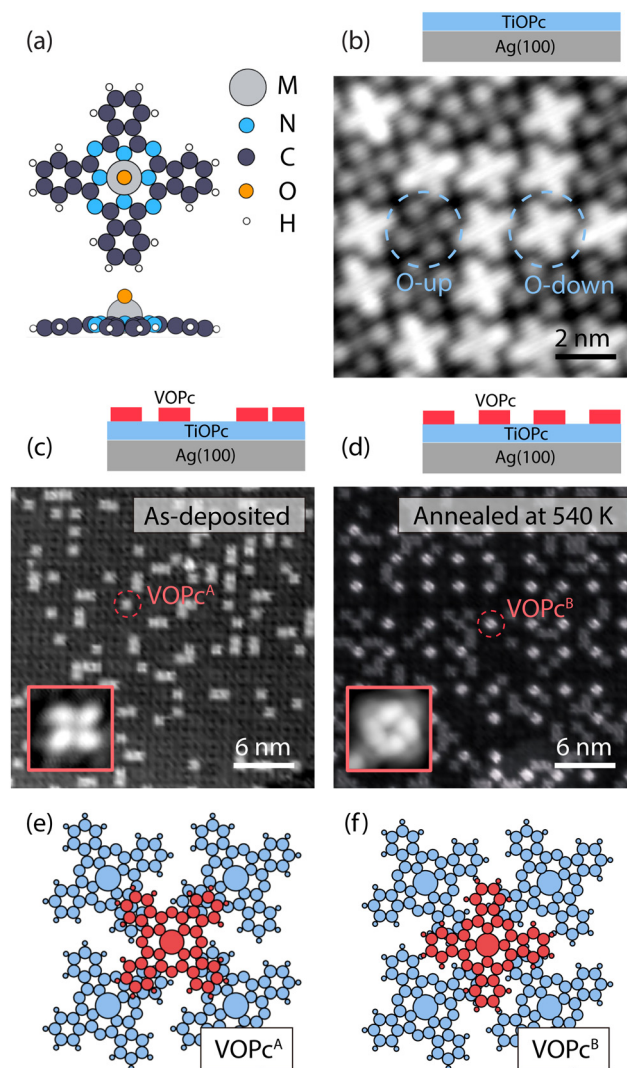 (a)
M
N
C
O
H
(b)
TiOPc
Ag(100)
O-up
O-down
2 nm
(c)
VOPc
TiOPc
Ag(100)
As-deposited
VOPcᴬ
6 nm
(d)
VOPc
TiOPc
Ag(100)
Annealed at 540 K
VOPcᴮ
6 nm
(e)
VOPcᴬ
(f)
VOPcᴮ